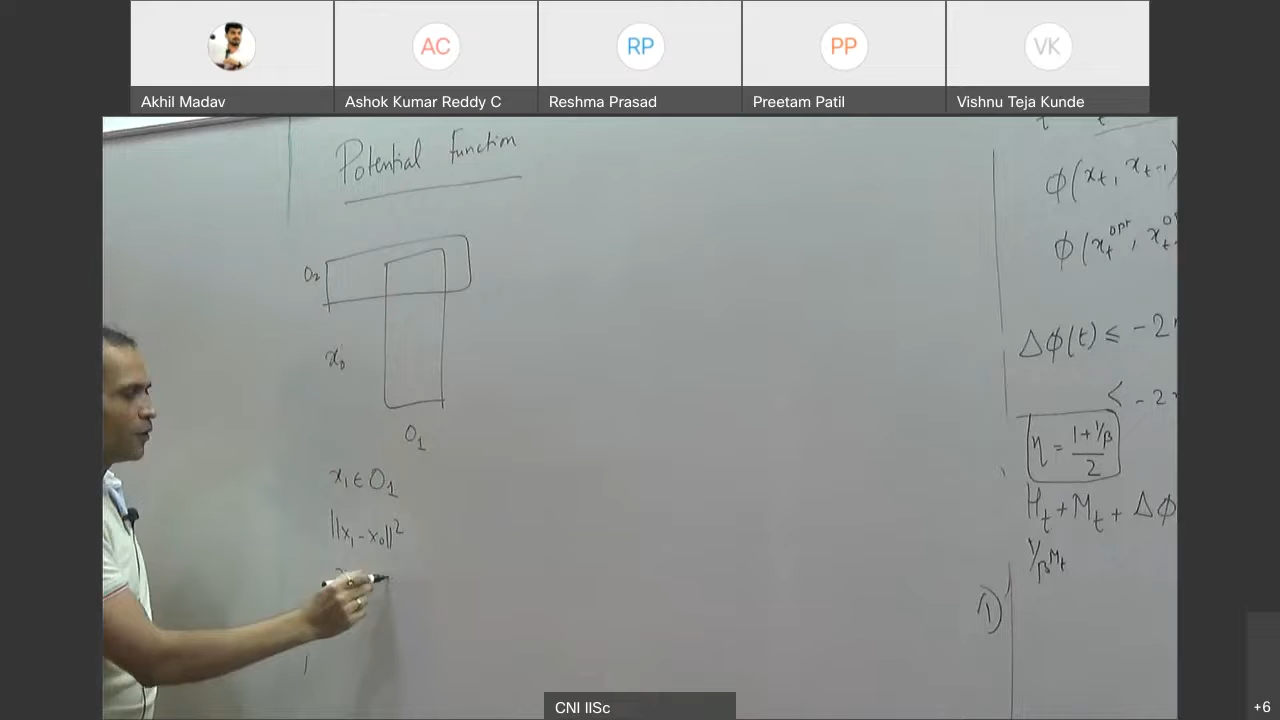 Akhil Madav
AC
Ashok Kumar Reddy C
RP
Reshma Prasad
PP
Preetam Patil
VK
Vishnu Teja Kunde
Potential function
O₂
x₀
O₁
x₁ ∈ O₁
||x₁ - x₀||²
ϕ(xₜ, xₜ₋₁)
ϕ(xₜᵒᵖᵗ, xₜ
Δϕ(t) ≤ -2
< -2
η = (1+1/β)/2
Hₜ + Mₜ + Δϕ
1/β Mₜ
1)
CNI IISc
+6